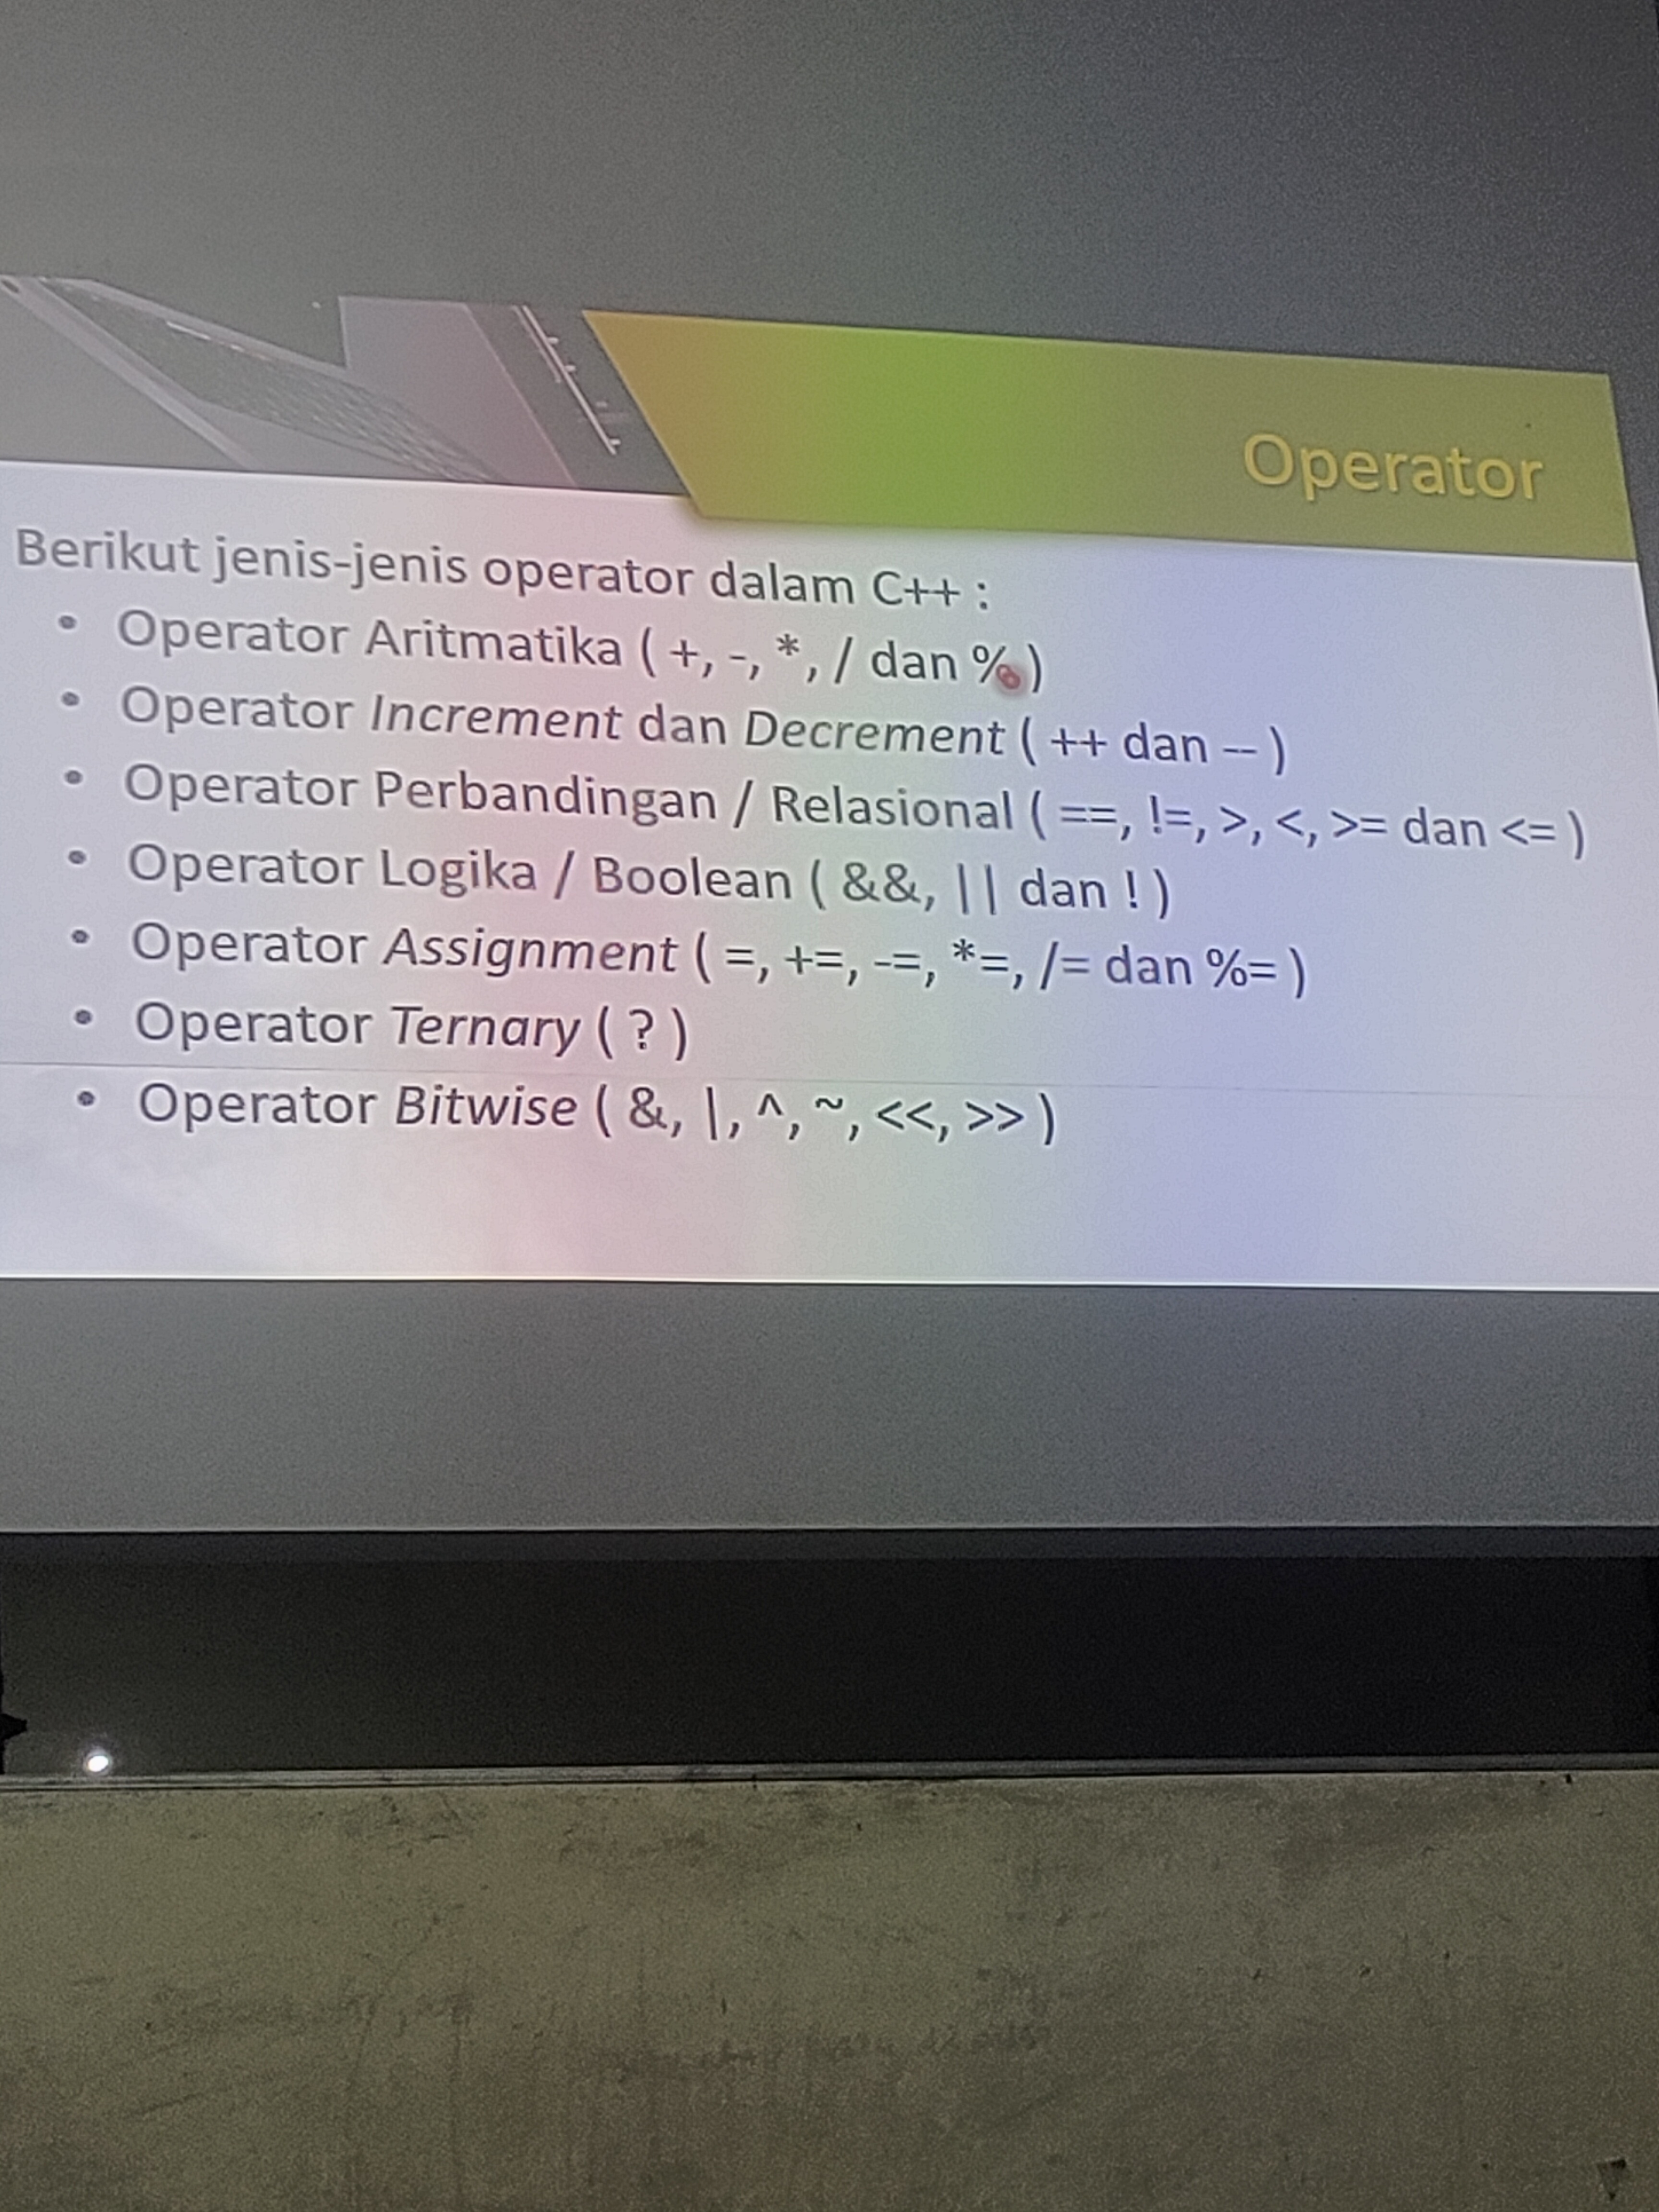 Operator
Berikut jenis-jenis operator dalam C++ :
• Operator Aritmatika ( +, -, *, / dan % )
• Operator Increment dan Decrement ( ++ dan -- )
• Operator Perbandingan / Relasional ( ==, !=, >, <, >= dan <= )
• Operator Logika / Boolean ( &&, || dan ! )
• Operator Assignment ( =, +=, -=, *=, /= dan %= )
• Operator Ternary ( ? )
• Operator Bitwise ( &, |, ^, ~, <<, >> )